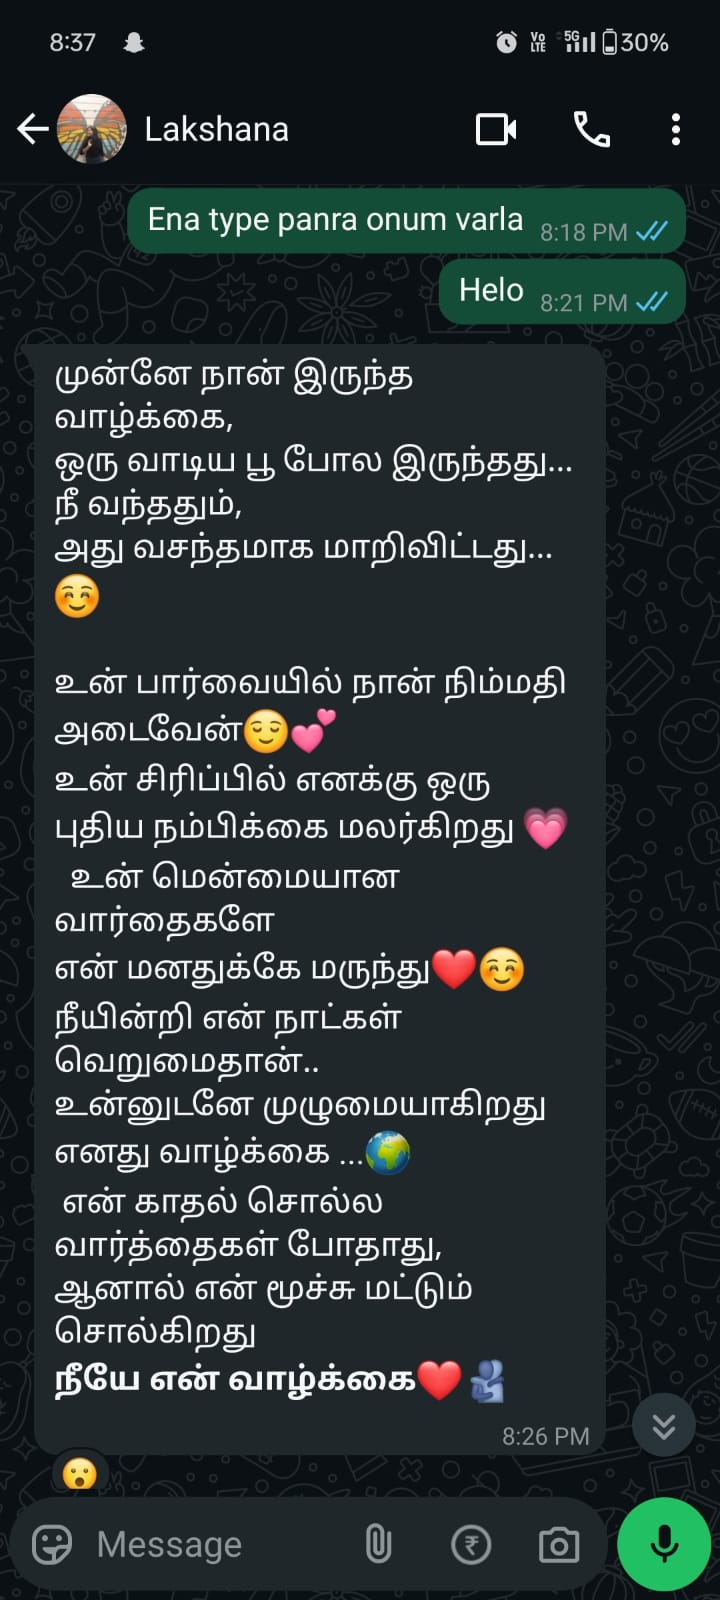 8:37
Vo LTE 5G 30%
Lakshana
Ena type panra onum varla 8:18 PM
Helo 8:21 PM
முன்னே நான் இருந்த
வாழ்க்கை,
ஒரு வாடிய பூ போல இருந்தது...
நீ வந்ததும்,
அது வசந்தமாக மாறிவிட்டது...
☺️
உன் பார்வையில் நான் நிம்மதி
அடைவேன்😌💕
உன் சிரிப்பில் எனக்கு ஒரு
புதிய நம்பிக்கை மலர்கிறது 💗
உன் மென்மையான
வார்தைகளே
என் மனதுக்கே மருந்து❤️☺️
நீயின்றி என் நாட்கள்
வெறுமைதான்..
உன்னுடனே முழுமையாகிறது
எனது வாழ்க்கை ...🌍
என் காதல் சொல்ல
வார்த்தைகள் போதாது,
ஆனால் என் மூச்சு மட்டும்
சொல்கிறது
நீயே என் வாழ்க்கை❤️🫂
8:26 PM
😮
Message ₹